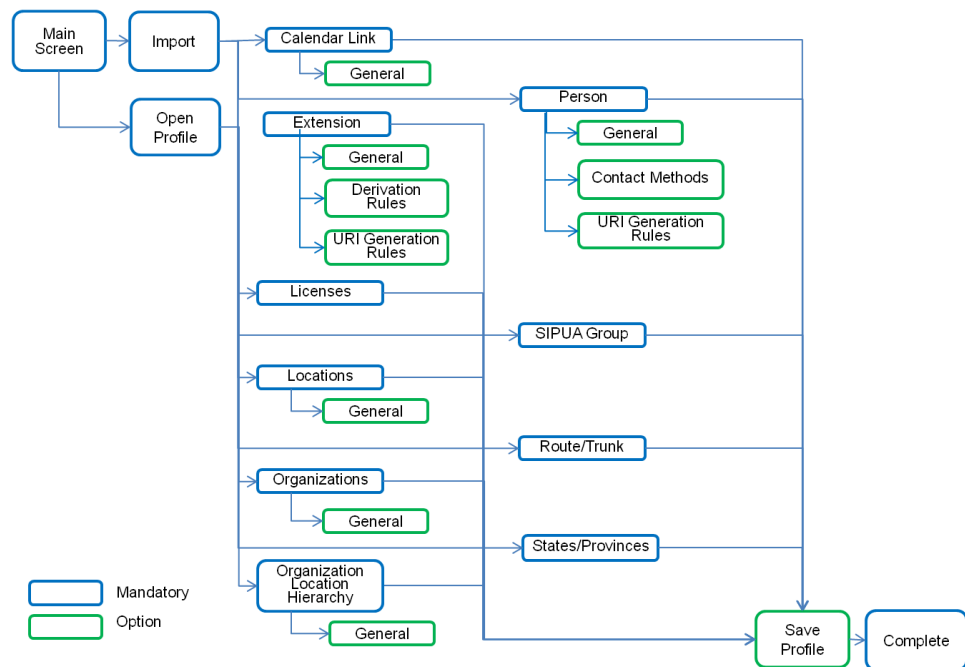 Main
Screen
Import
Open
Profile
Calendar Link
General
Extension
General
Derivation
Rules
URI Generation
Rules
Licenses
Locations
General
Organizations
General
Organization
Location
Hierarchy
General
Person
General
Contact Methods
URI Generation
Rules
SIPUA Group
Route/Trunk
States/Provinces
Save
Profile
Complete
Mandatory
Option